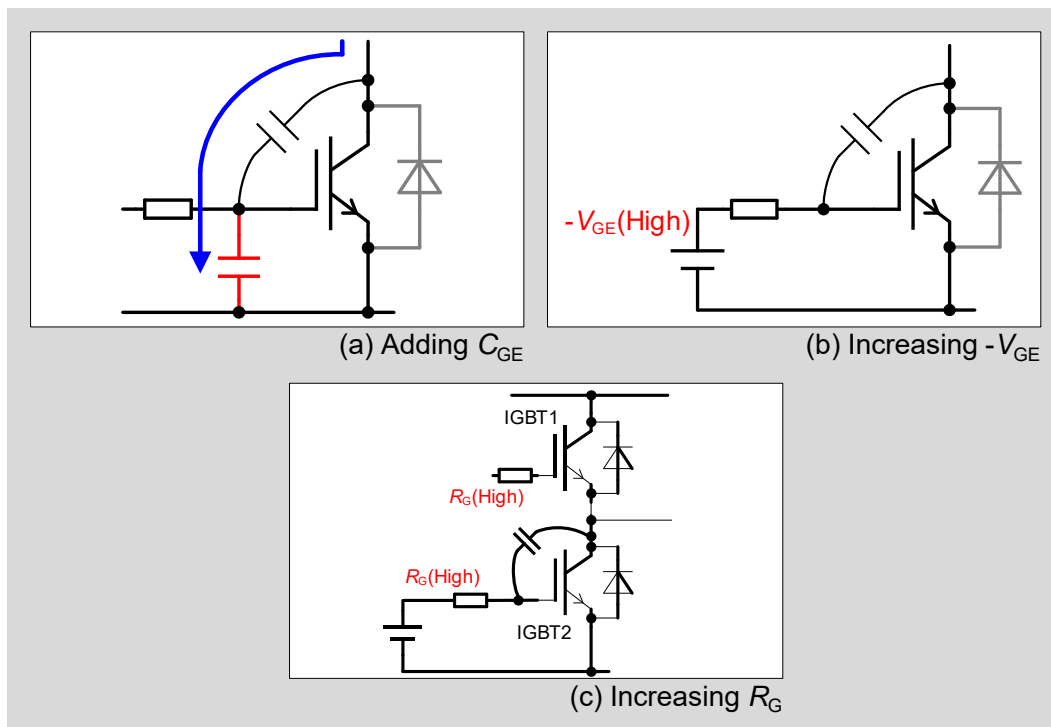 (a) Adding CGE
-VGE(High)
(b) Increasing -VGE
IGBT1
RG(High)
RG(High)
IGBT2
(c) Increasing RG